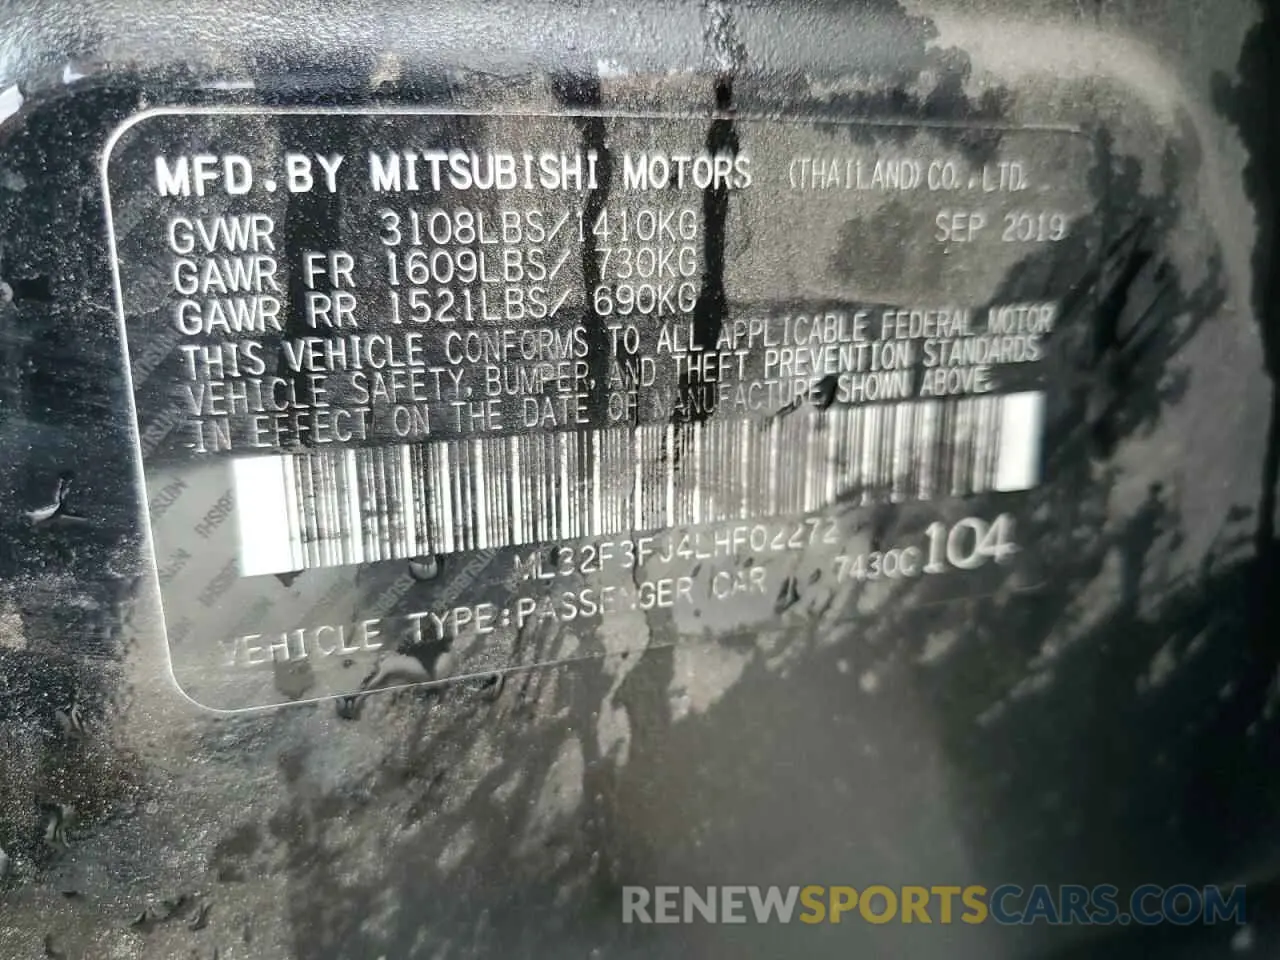 MFD.BY MITSUBISHI MOTORS (THAILAND)CO.,LTD.
GVWR 3108LBS/1410KG SEP 2019
GAWR FR 1609LBS/ 730KG
GAWR RR 1521LBS/ 690KG
THIS VEHICLE CONFORMS TO ALL APPLICABLE FEDERAL MOTOR
VEHICLE SAFETY, BUMPER, AND THEFT PREVENTION STANDARDS
IN EFFECT ON THE DATE OF MANUFACTURE SHOWN ABOVE.
ML32F3FJ4LHF02272
7430C 104
VEHICLE TYPE:PASSENGER CAR
RENEWSPORTSCARS.COM